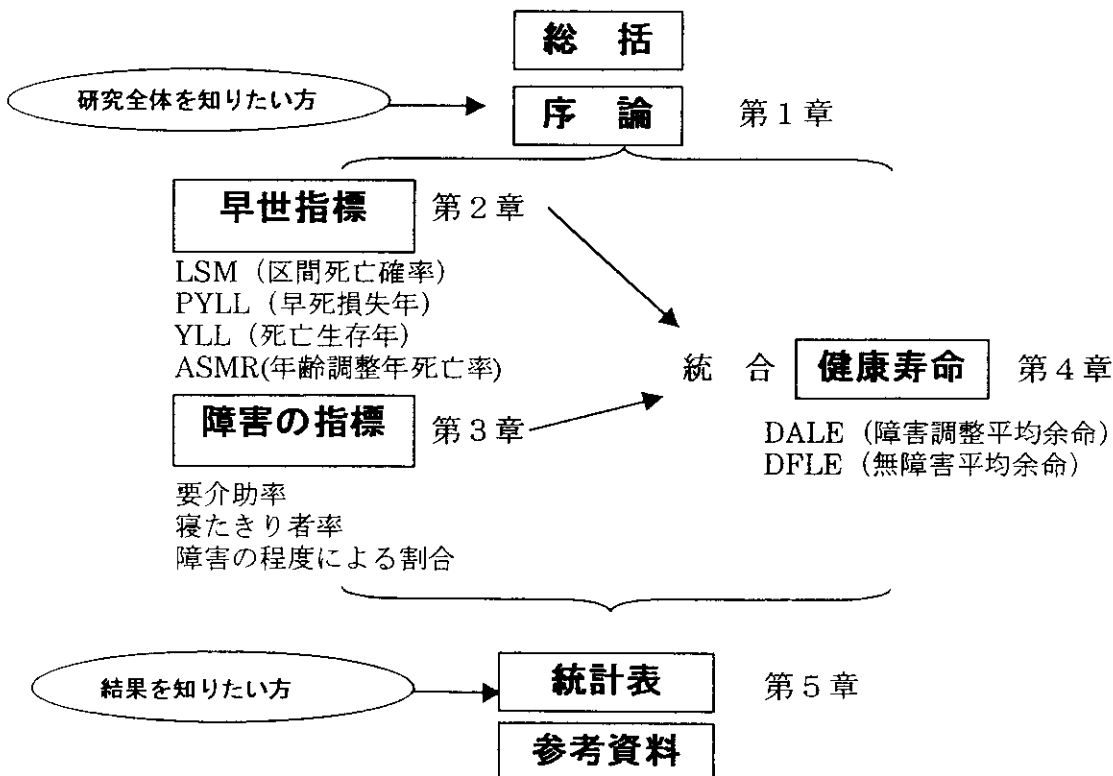 総　括
研究全体を知りたい方
序　論　第１章
早世指標　第２章
LSM（区間死亡確率）
PYLL（早死損失年）
YLL（死亡生存年）
ASMR(年齢調整年死亡率)
障害の指標　第３章
要介助率
寝たきり者率
障害の程度による割合
統　合　健康寿命　第４章
DALE（障害調整平均余命）
DFLE（無障害平均余命）
結果を知りたい方
統計表　第５章
参考資料